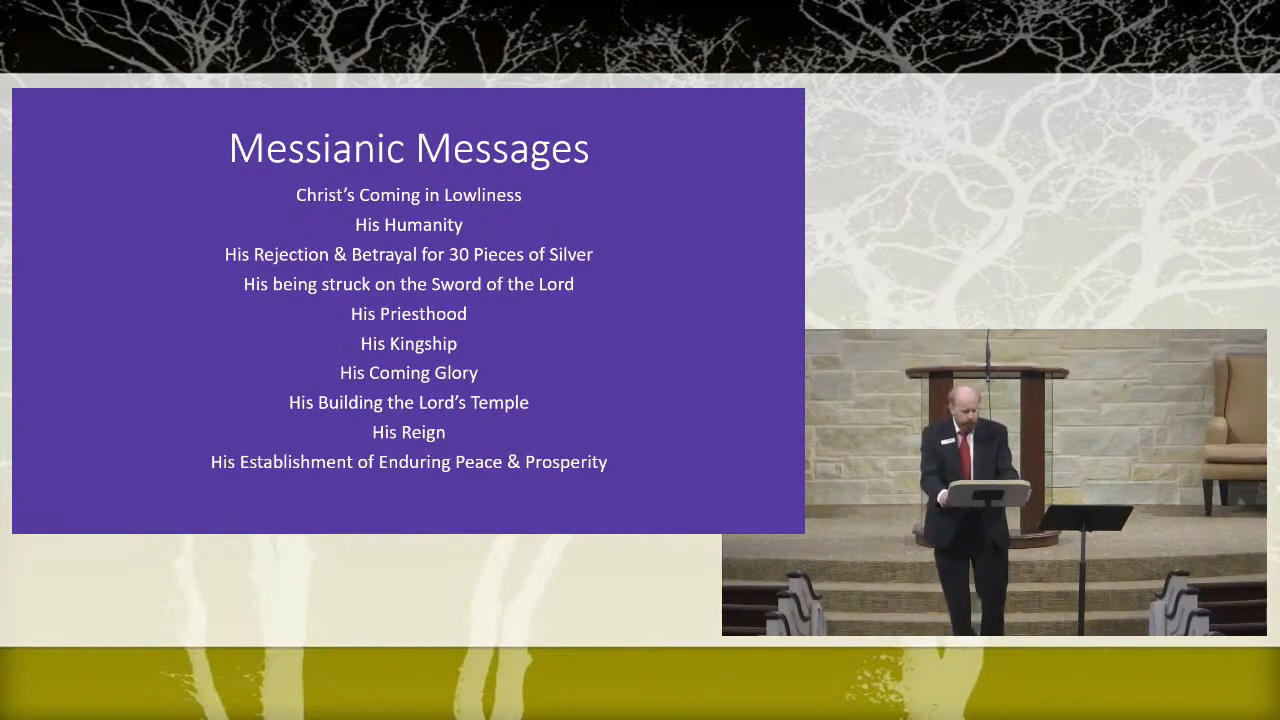 Messianic Messages
Christ's Coming in Lowliness
His Humanity
His Rejection & Betrayal for 30 Pieces of Silver
His being struck on the Sword of the Lord
His Priesthood
His Kingship
His Coming Glory
His Building the Lord's Temple
His Reign
His Establishment of Enduring Peace & Prosperity